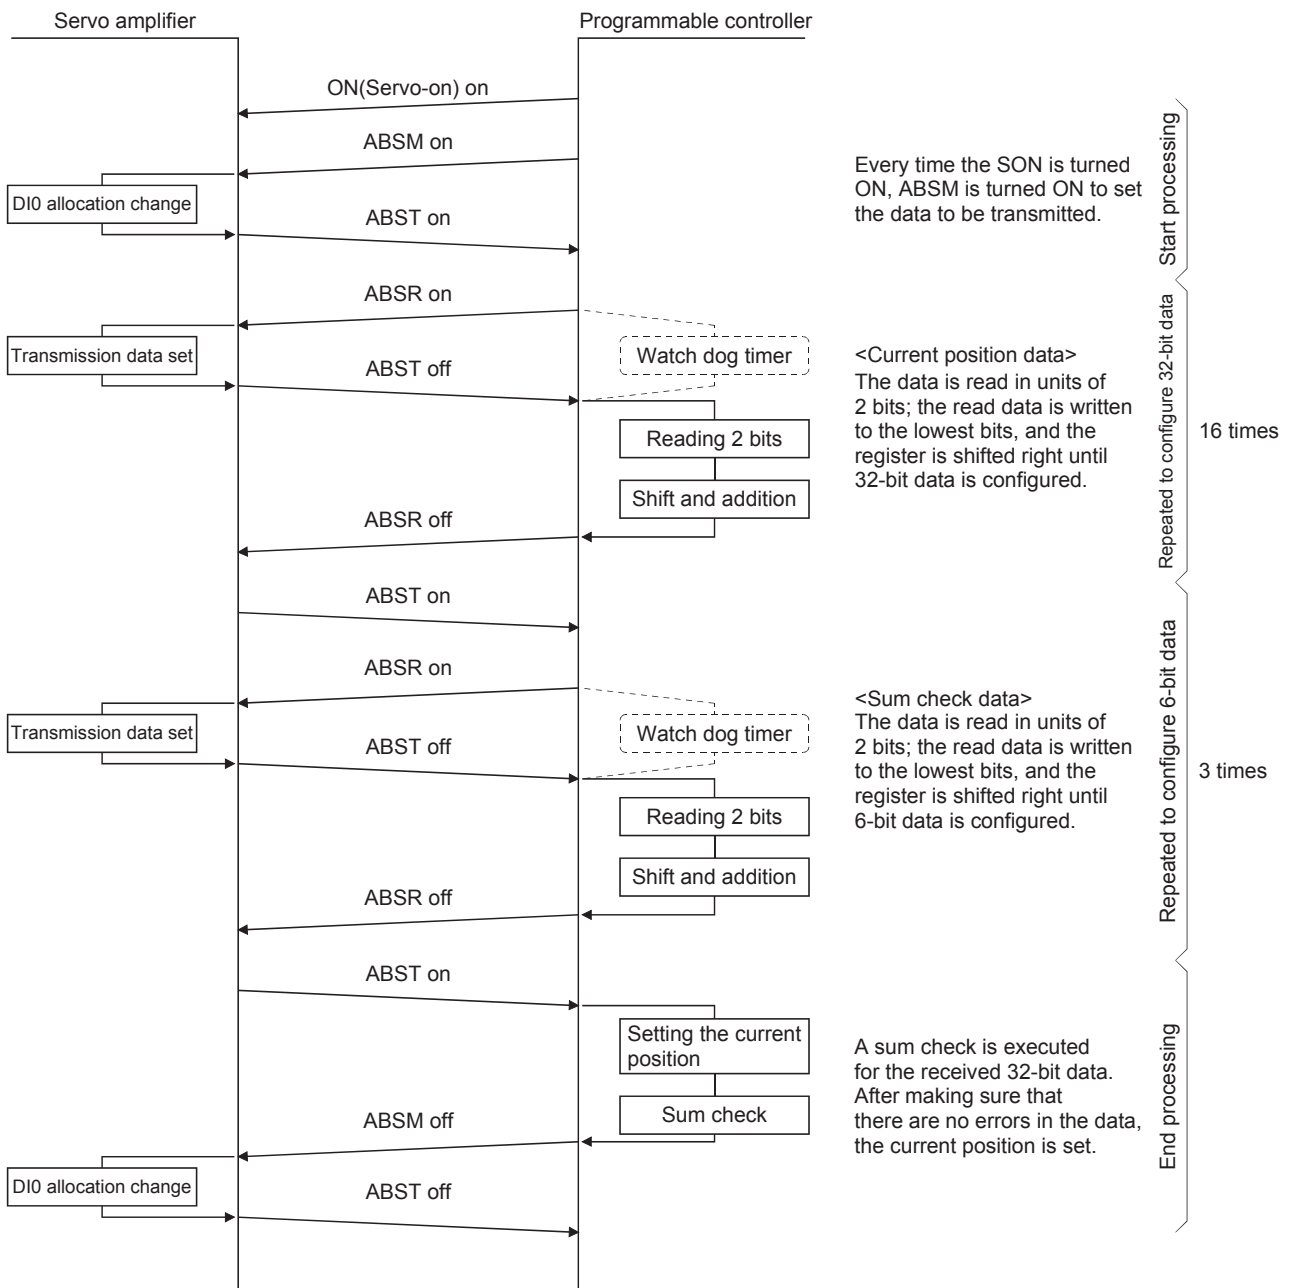 Servo amplifier
Programmable controller
ON(Servo-on) on
ABSM on
DI0 allocation change
ABST on
Every time the SON is turned
ON, ABSM is turned ON to set
the data to be transmitted.
Start processing
ABSR on
Transmission data set
Watch dog timer
ABST off
Reading 2 bits
Shift and addition
ABSR off
<Current position data>
The data is read in units of
2 bits; the read data is written
to the lowest bits, and the
register is shifted right until
32-bit data is configured.
Repeated to configure 32-bit data
16 times
ABST on
ABSR on
Transmission data set
Watch dog timer
ABST off
Reading 2 bits
Shift and addition
ABSR off
<Sum check data>
The data is read in units of
2 bits; the read data is written
to the lowest bits, and the
register is shifted right until
6-bit data is configured.
Repeated to configure 6-bit data
3 times
ABST on
Setting the current
position
Sum check
ABSM off
DI0 allocation change
ABST off
A sum check is executed
for the received 32-bit data.
After making sure that
there are no errors in the data,
the current position is set.
End processing